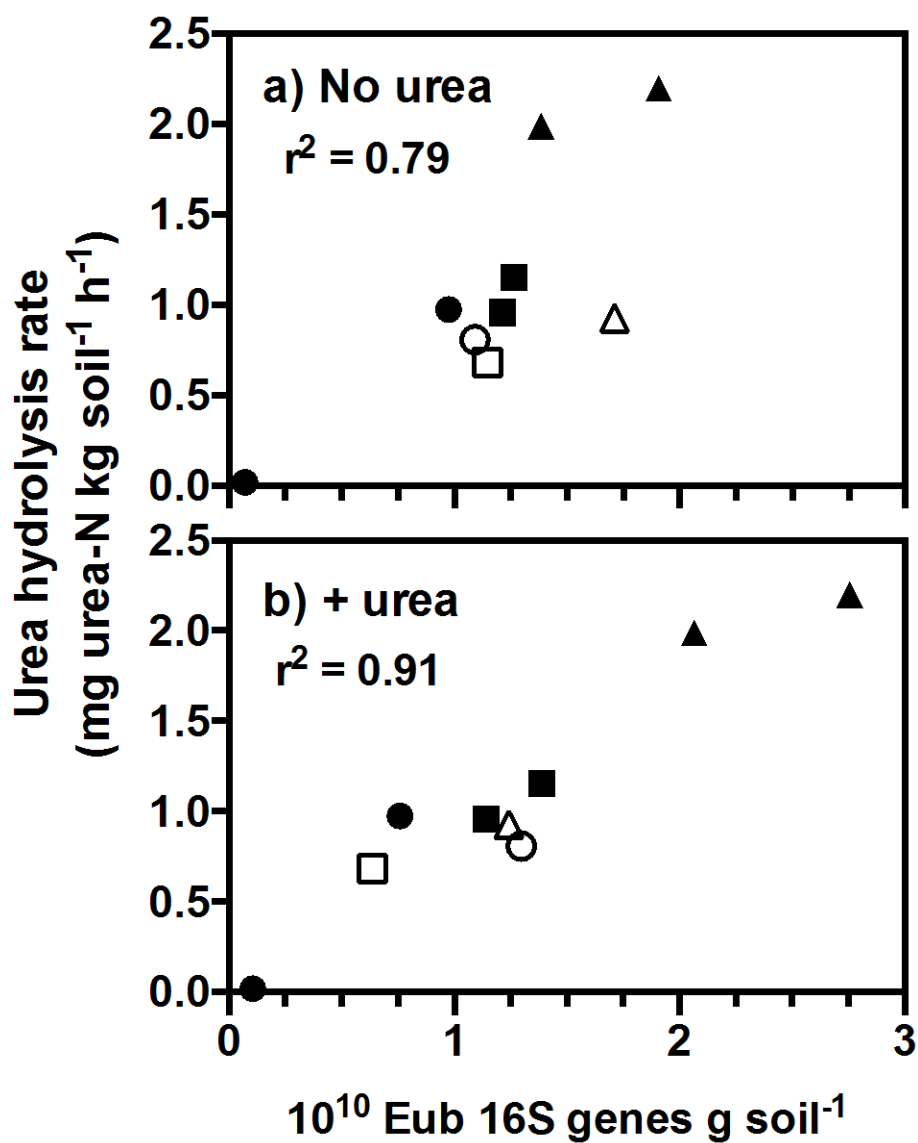 Urea hydrolysis rate
(mg urea-N kg soil⁻¹ h⁻¹)
2.5
2.0
1.5
1.0
0.5
0.0
a) No urea
r² = 0.79
2.5
2.0
1.5
1.0
0.5
0.0
b) + urea
r² = 0.91
0 1 2 3
10¹⁰ Eub 16S genes g soil⁻¹